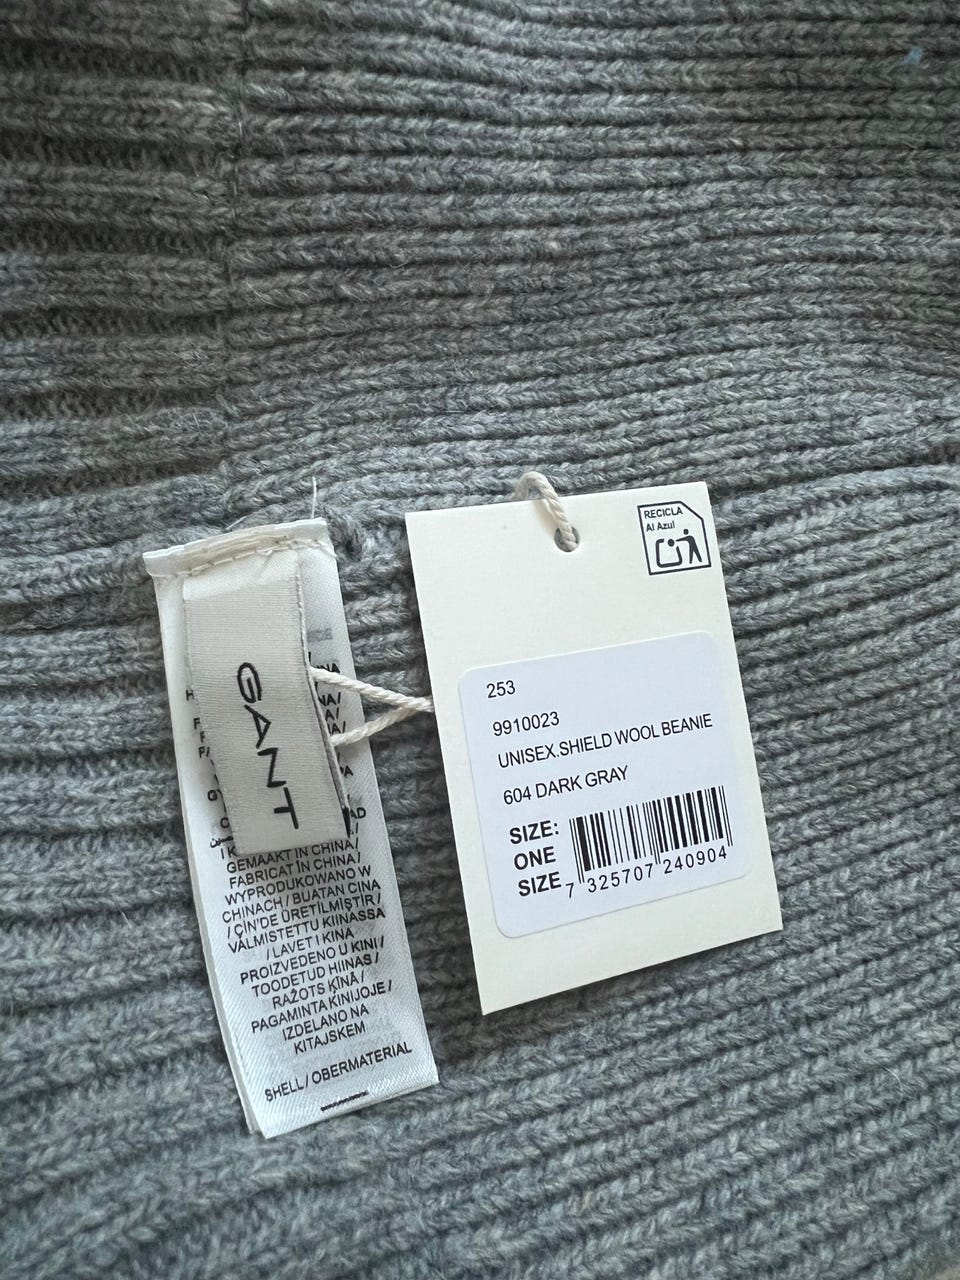 GANT
GEMAAKT IN CHINA/
FABRICAT ÎN CHINA/
WYPRODUKOWANO W
CHINACH / BUATAN CINA
/ ÇİN'DE ÜRETİLMİŞTİR /
VALMISTETTU KIINASSA
/ LAVET I KINA
PROIZVEDENO U KINI /
TOODETUD HIINAS /
RAŽOTS ĶĪNĀ /
PAGAMINTA KINIJOJE /
IZDELANO NA
KITAJSKEM
SHELL / OBERMATERIAL
RECICLA
Al Azul
253
9910023
UNISEX.SHIELD WOOL BEANIE
604 DARK GRAY
SIZE:
ONE
SIZE
7 325707 240904